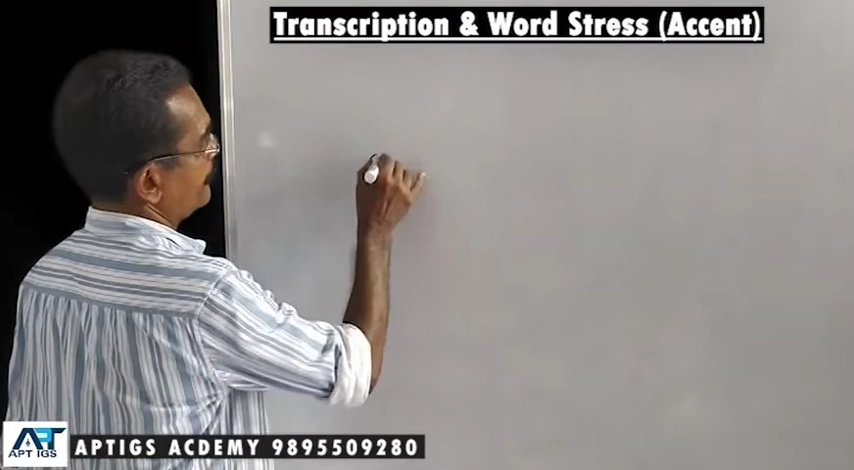 Transcription & Word Stress (Accent)
APT IGS
APTIGS ACDEMY 9895509280